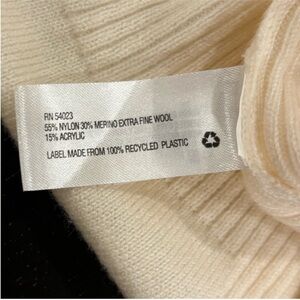 RN 54023
55% NYLON 30% MERINO EXTRA FINE WOOL
15% ACRYLIC
LABEL MADE FROM 100% RECYCLED PLASTIC